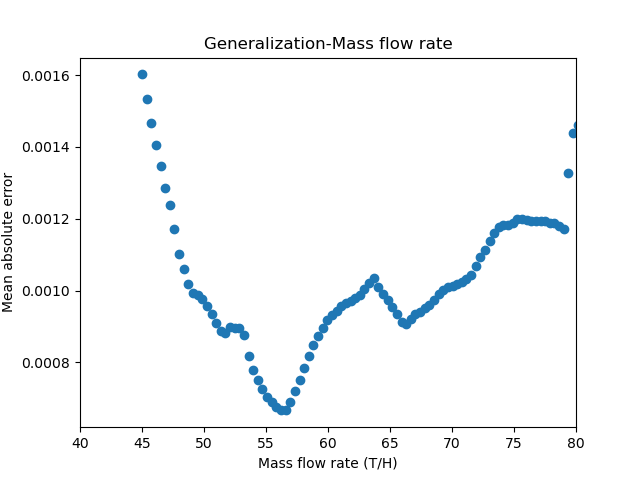 Generalization-Mass flow rate
Mean absolute error
0.0016
0.0014
0.0012
0.0010
0.0008
40 45 50 55 60 65 70 75 80
Mass flow rate (T/H)